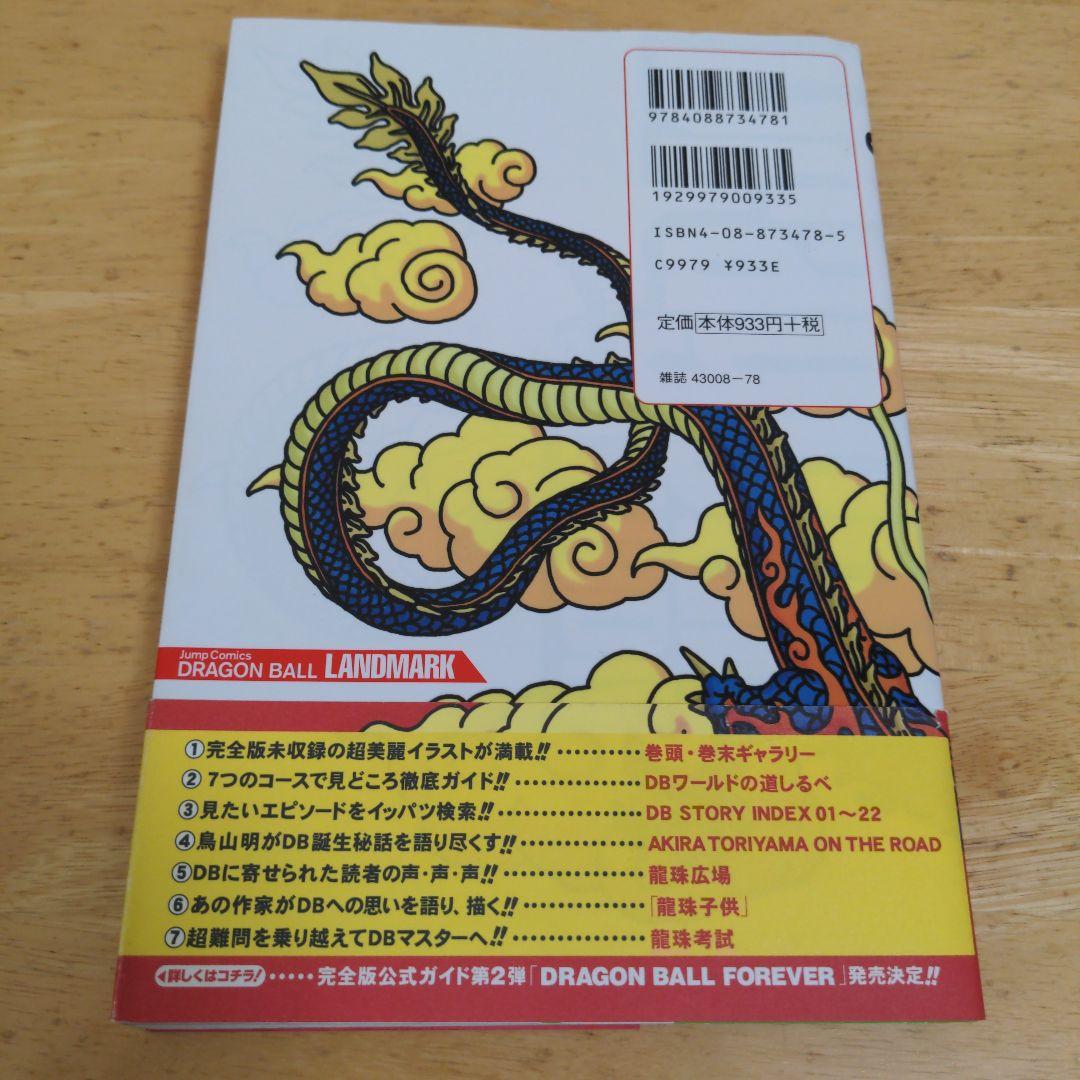 9784088734781
1929979009335
ISBN4-08-873478-5
C9979 ¥933E
定価 本体933円+税
雑誌 43008-78
Jump Comics
DRAGON BALL LANDMARK
①完全版未収録の超美麗イラストが満載!!…………巻頭・巻末ギャラリー
②7つのコースで見どころ徹底ガイド!!……………DBワールドの道しるべ
③見たいエピソードをイッパツ検索!!……………DB STORY INDEX 01～22
④鳥山明がDB誕生秘話を語り尽くす!!……………AKIRA TORIYAMA ON THE ROAD
⑤DBに寄せられた読者の声・声・声!!……………龍珠広場
⑥あの作家がDBへの思いを語り、描く!!……………「龍珠子供」
⑦超難問を乗り越えてDBマスターへ!!……………龍珠考試
詳しくはコチラ!・・・・・完全版公式ガイド第2弾「DRAGON BALL FOREVER」発売決定!!